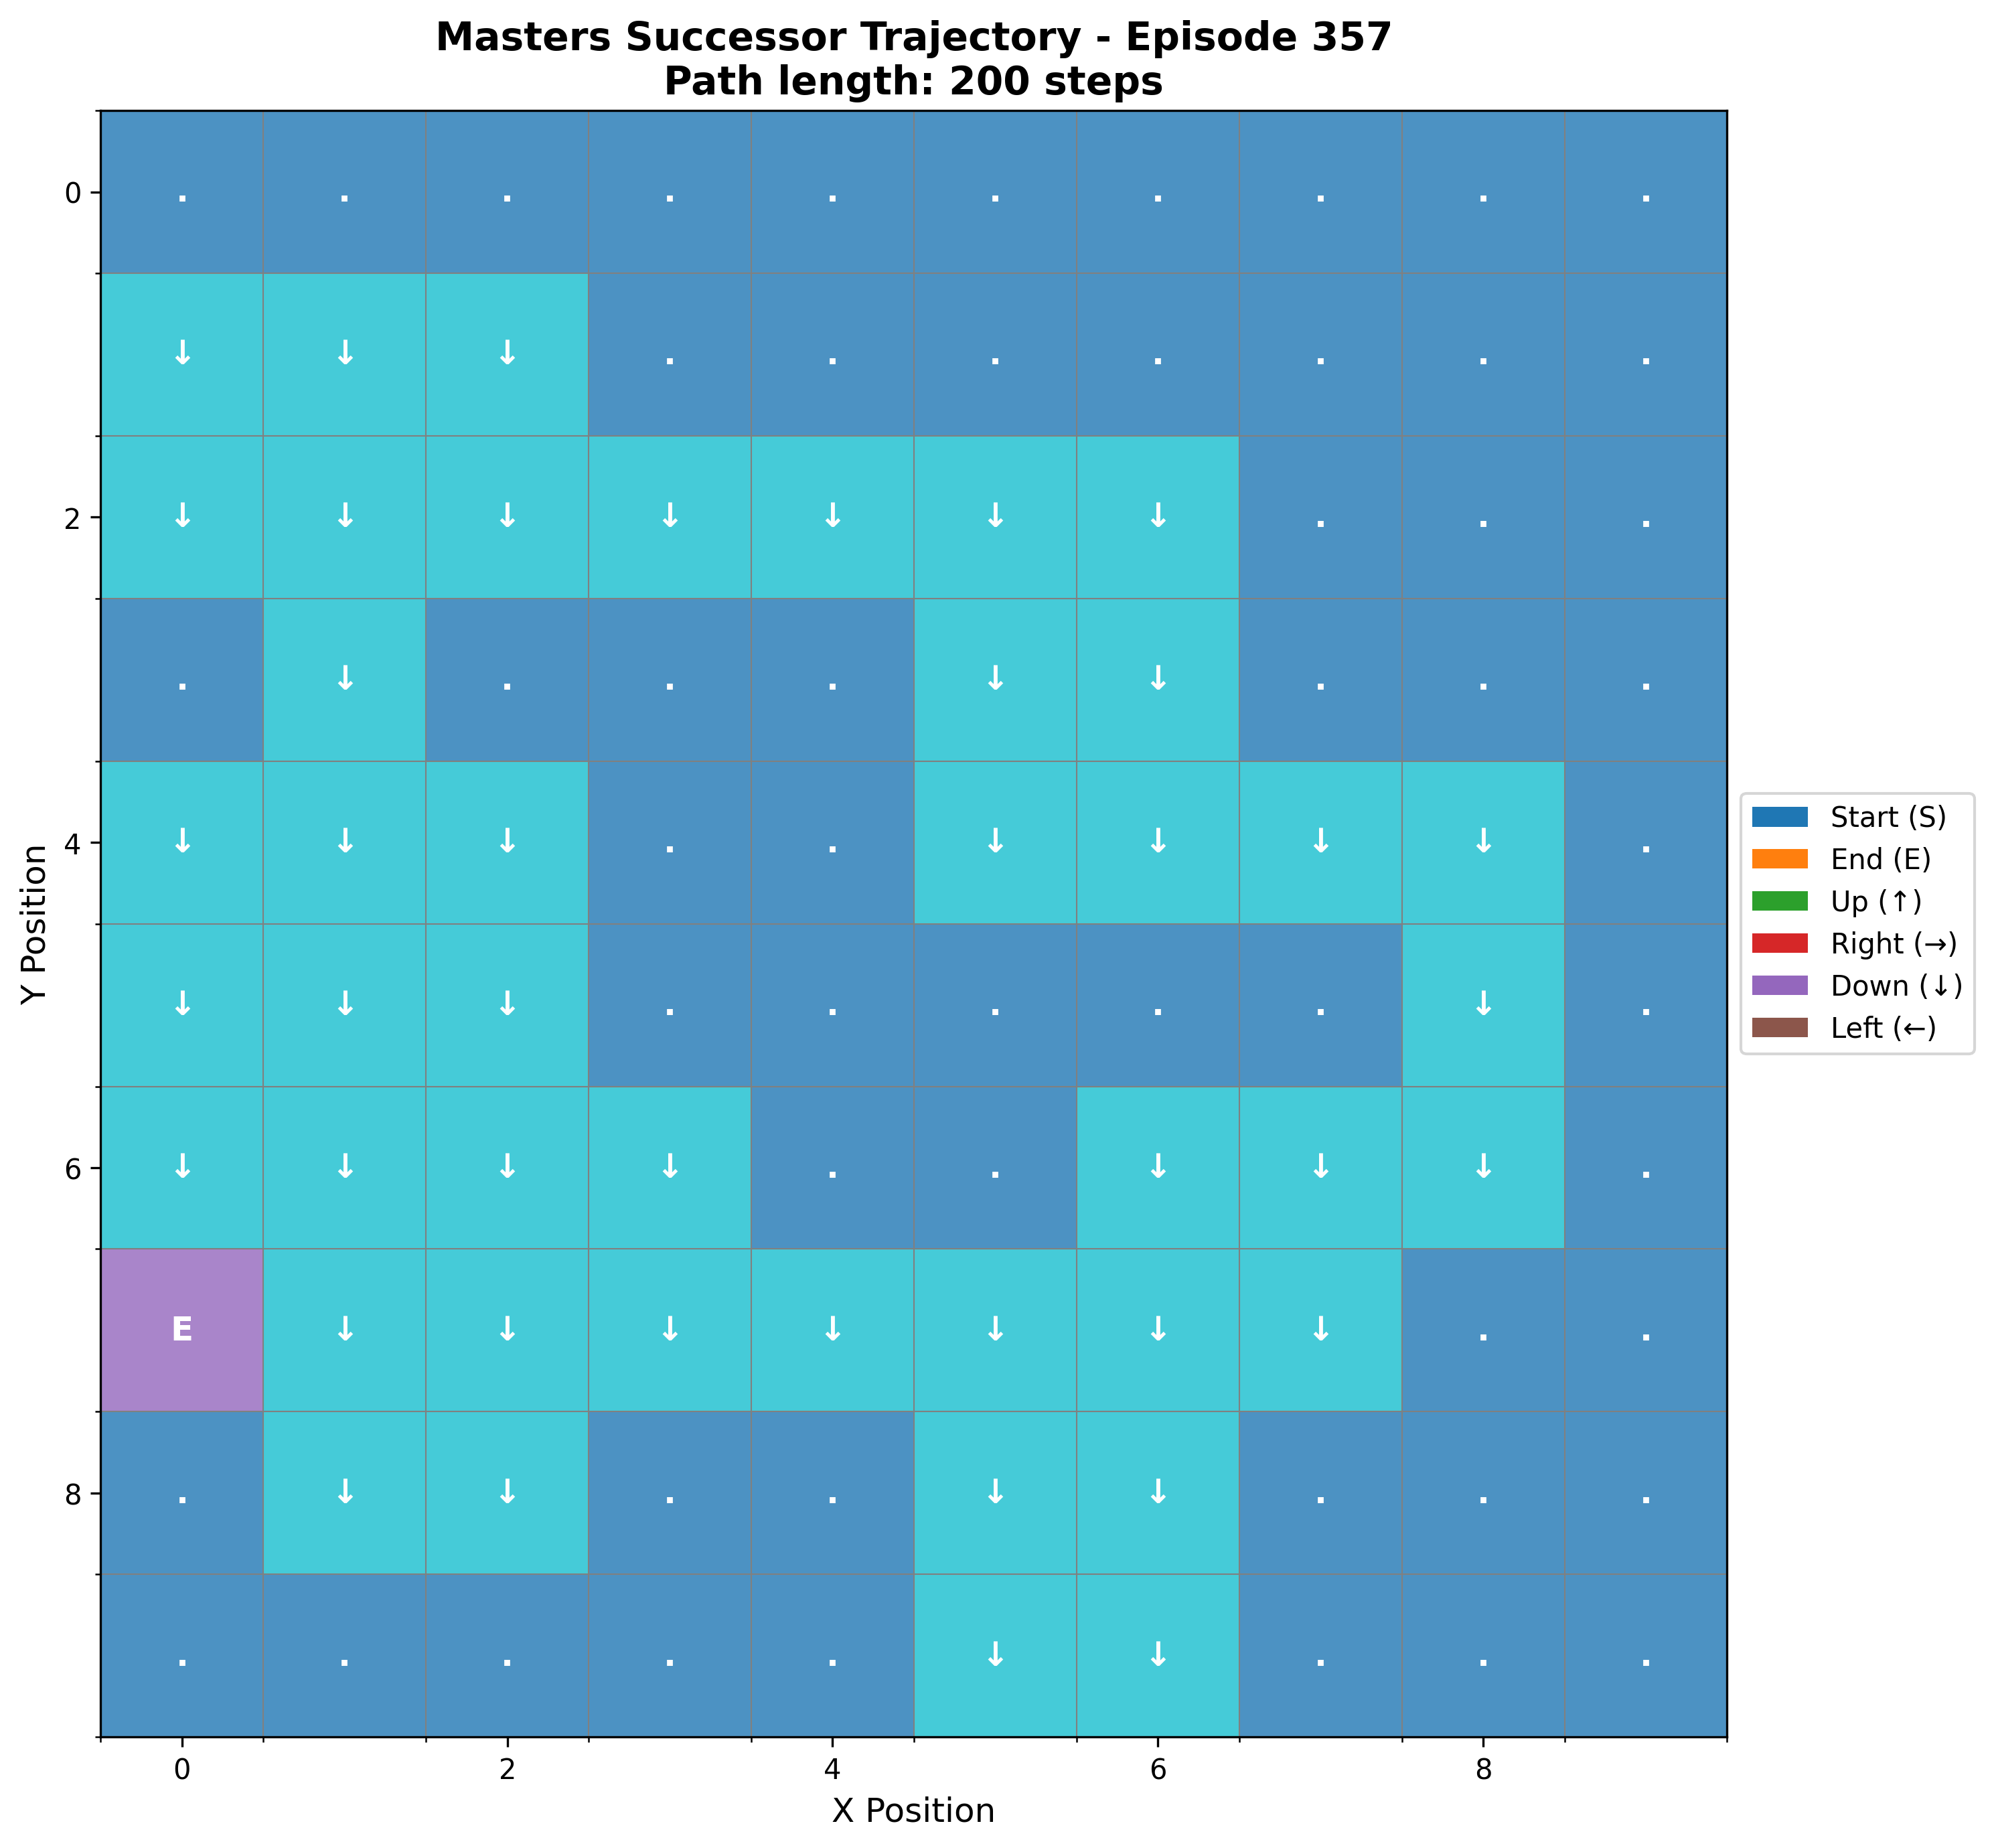 Masters Successor Trajectory - Episode 357
Path length: 200 steps
0 . . . . . . . . . .
↓ ↓ ↓ . . . . . . .
2 ↓ ↓ ↓ ↓ ↓ ↓ ↓ . . .
. ↓ . . . ↓ ↓ . . .
4 ↓ ↓ ↓ . . ↓ ↓ ↓ ↓ .
↓ ↓ ↓ . . . . . ↓ .
6 ↓ ↓ ↓ ↓ . . ↓ ↓ ↓ .
E ↓ ↓ ↓ ↓ ↓ ↓ ↓ . .
8 . ↓ ↓ . . ↓ ↓ . . .
. . . . . ↓ ↓ . . .
0 2 4 6 8
X Position
Y Position
Start (S)
End (E)
Up (↑)
Right (→)
Down (↓)
Left (←)